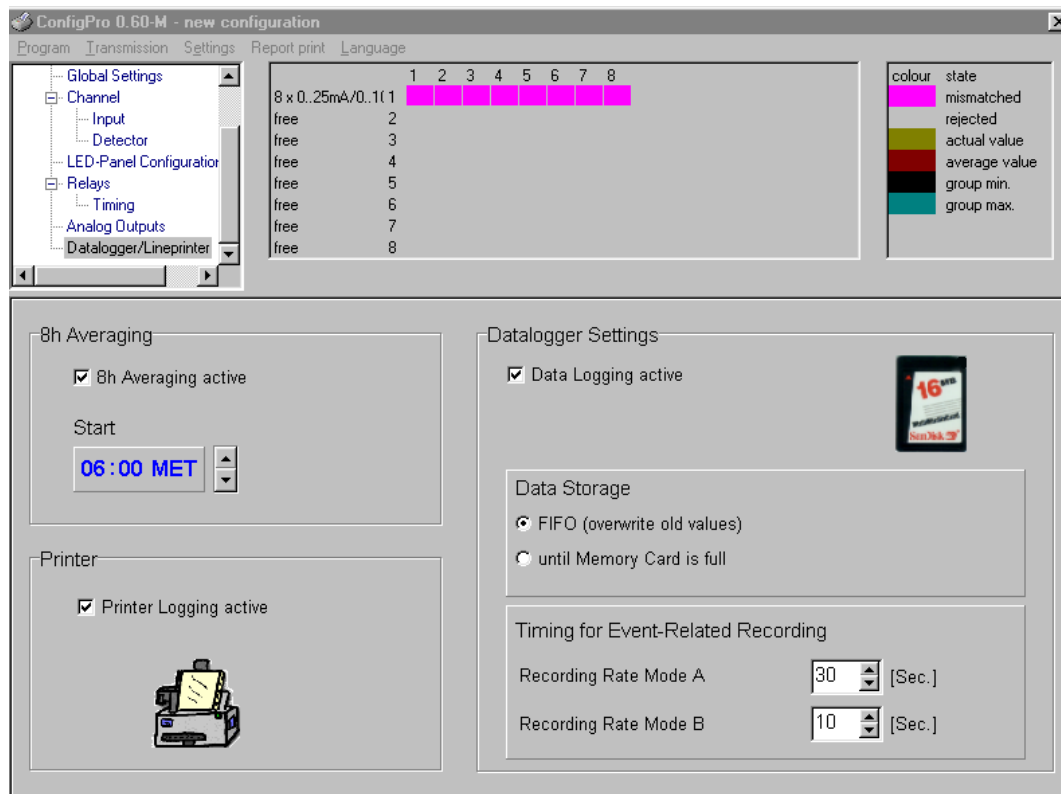 ConfigPro 0.60-M - new configuration
Program Transmission Settings Report print Language
Global Settings
Channel
Input
Detector
LED-Panel Configuration
Relays
Timing
Analog Outputs
Datalogger/Lineprinter
1 2 3 4 5 6 7 8
8 x 0..25mA/0..1( 1
free 2
free 3
free 4
free 5
free 6
free 7
free 8
colour state
mismatched
rejected
actual value
average value
group min.
group max.
8h Averaging
8h Averaging active
Start
06:00 MET
Printer
Printer Logging active
Datalogger Settings
Data Logging active
16 MB
SanDisk
Data Storage
FIFO (overwrite old values)
until Memory Card is full
Timing for Event-Related Recording
Recording Rate Mode A 30 [Sec.]
Recording Rate Mode B 10 [Sec.]